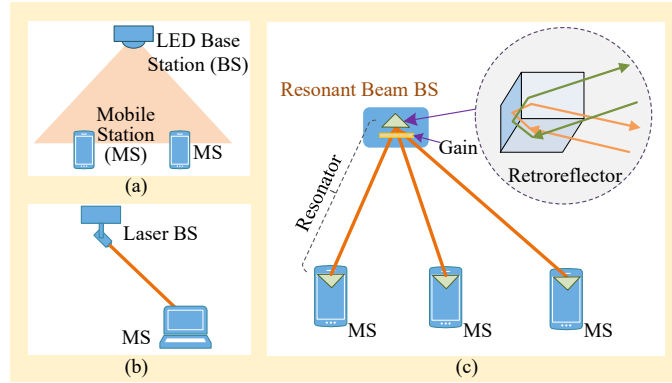 LED Base
Station (BS)
Mobile
Station
(MS)
MS
(a)
Laser BS
MS
(b)
Resonant Beam BS
Gain
Retroreflector
Resonator
MS
MS
MS
(c)